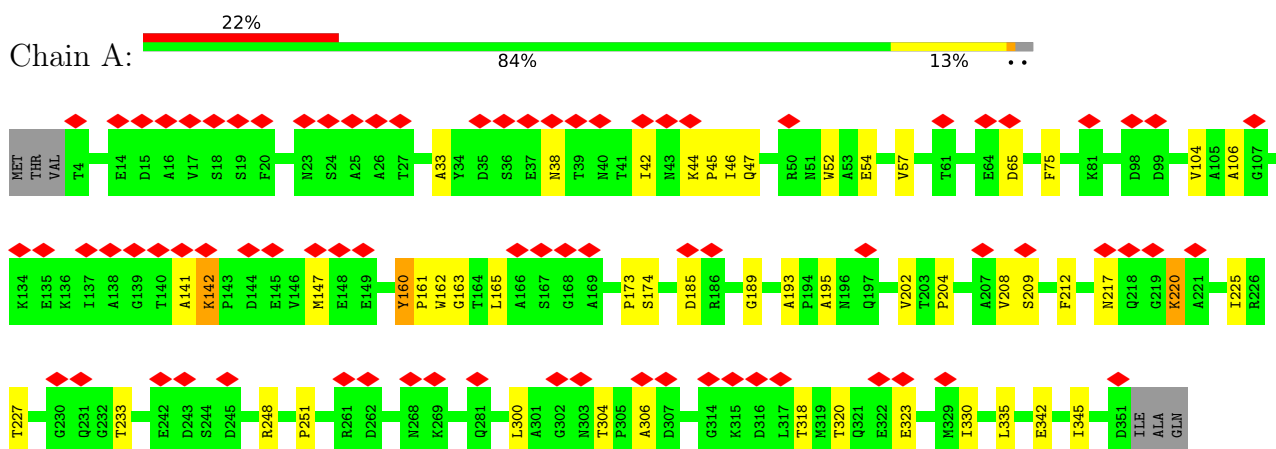 22%
Chain A:
84% 13% • •
MET THR VAL T4 E14 D15 A16 V17 S18 S19 F20 N23 S24 A25 A26 T27 A33 Y34 D35 S36 E37 N38 T39 N40 T41 I42 N43 K44 P45 I46 Q47 R50 N51 W52 A53 E54 V57 T61 E64 D65 F75 K81 D98 D99 V104 A105 A106 G107
K134 E135 K136 I137 A138 G139 T140 A141 K142 P143 D144 E145 V146 M147 E148 E149 Y160 P161 W162 G163 T164 L165 A166 S167 G168 A169 P173 S174 D185 R186 G189 A193 P194 A195 N196 Q197 V202 T203 P204 A207 V208 S209 F212 N217 Q218 G219 K220 A221 I225 R226
T227 G230 Q231 G232 T233 E242 D243 S244 D245 R248 P251 R261 D262 N268 K269 Q281 L300 A301 G302 N303 T304 P305 A306 D307 G314 K315 D316 L317 T318 M319 T320 Q321 E322 E323 M329 I330 L335 E342 I345 D351 ILE ALA GLN